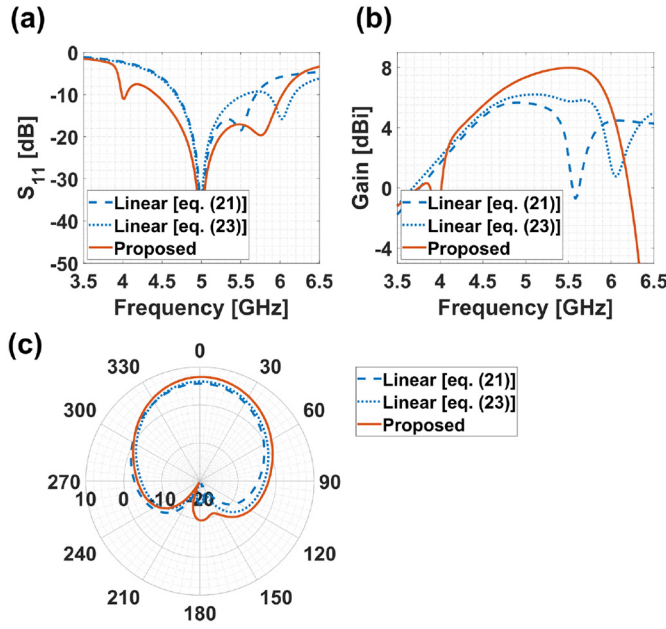 (a)
0
-10
-20
-30
-40
-50
S11 [dB]
Linear [eq. (21)]
Linear [eq. (23)]
Proposed
3.5 4 4.5 5 5.5 6 6.5
Frequency [GHz]
(b)
8
4
0
-4
Gain [dBi]
Linear [eq. (21)]
Linear [eq. (23)]
Proposed
3.5 4 4.5 5 5.5 6 6.5
Frequency [GHz]
(c)
0
30
60
90
120
150
180
210
240
270
300
330
10 0 -10 -20
Linear [eq. (21)]
Linear [eq. (23)]
Proposed